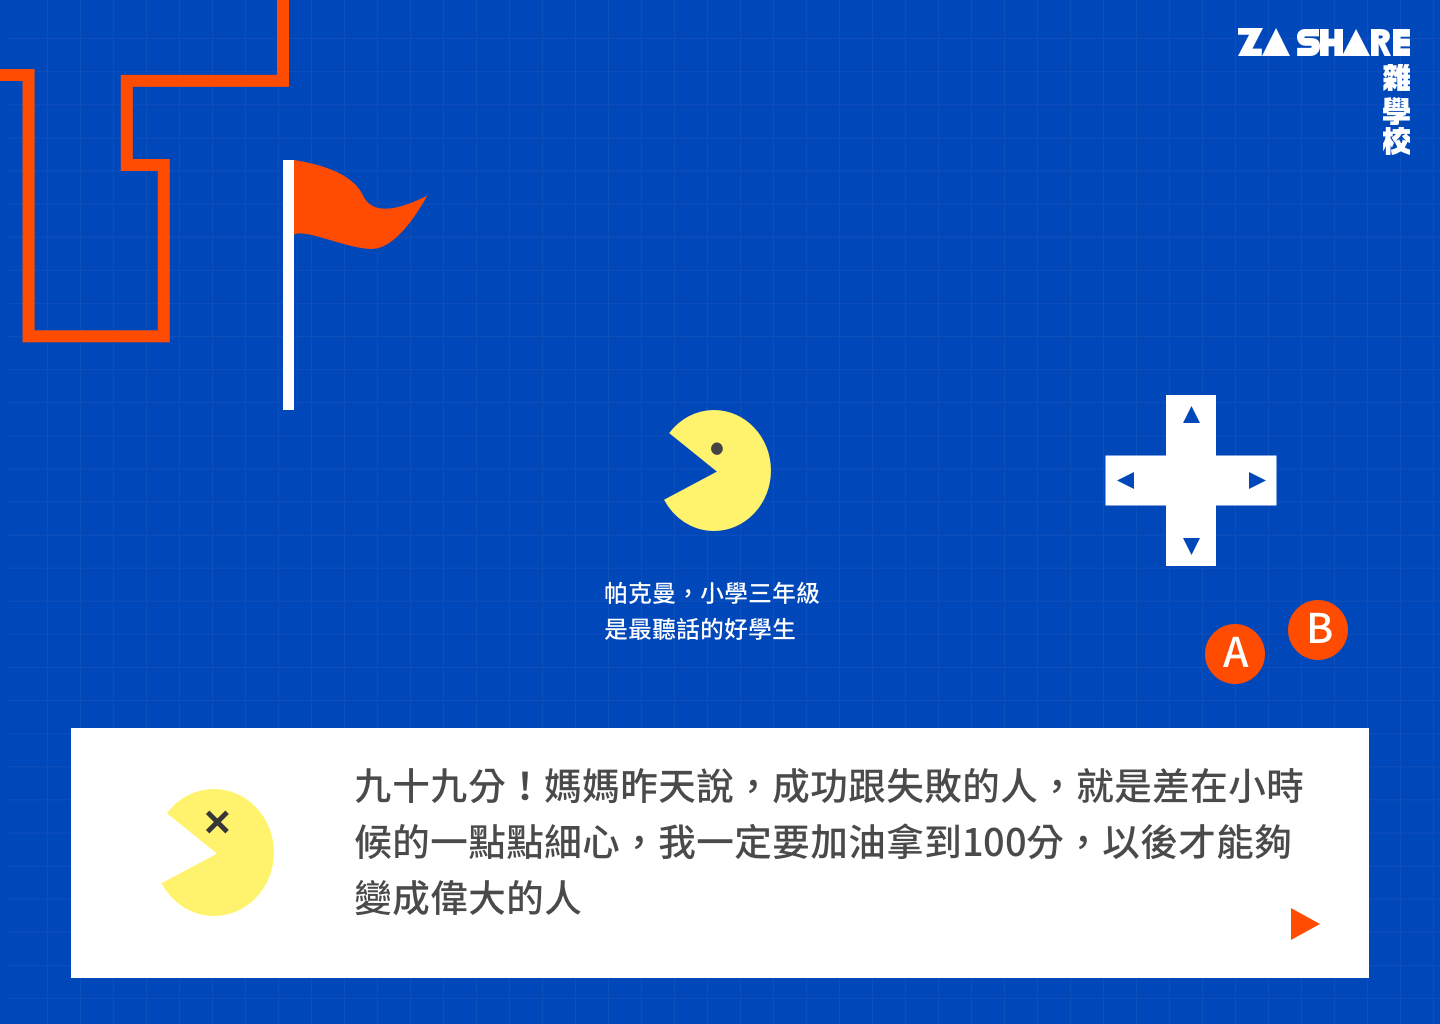 ZA SHARE
雜學校
帕克曼，小學三年級
是最聽話的好學生
A
B
九十九分！媽媽昨天說，成功跟失敗的人，就是差在小時
候的一點點細心，我一定要加油拿到100分，以後才能夠
變成偉大的人